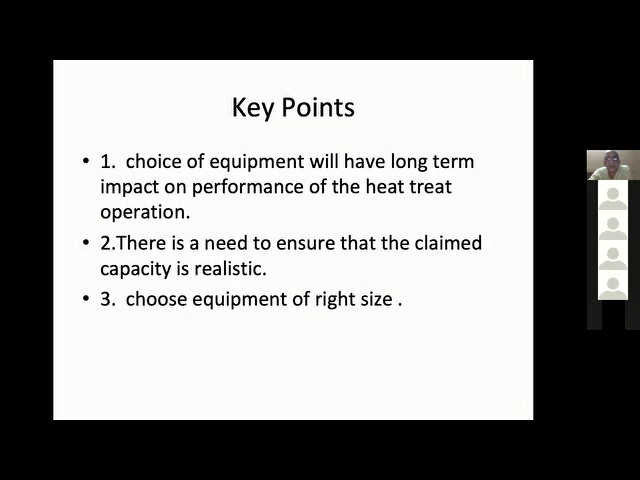 Key Points
• 1. choice of equipment will have long term
impact on performance of the heat treat
operation.
• 2.There is a need to ensure that the claimed
capacity is realistic.
• 3. choose equipment of right size .